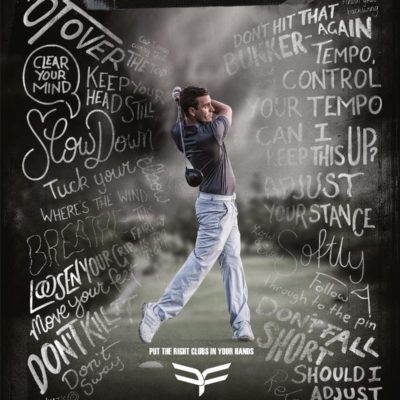 NOT OVER
THE TOP
CLEAR
YOUR
MIND
KEEP YOUR
HEAD STILL
Slow Down
Tuck your
WHERES THE WIND
BREATHE
LOOSEN YOUR GRIP
Move your feet
DON'T KILL IT
Don't
Sway
DONT HIT THAT
BUNKER AGAIN
TEMPO,
CONTROL
YOUR TEMPO
CAN I
KEEP THIS UP?
ADJUST
YOUR STANCE
Softly
Follow
through to the pin
DON'T FALL
SHORT
SHOULD I
ADJUST
PUT THE RIGHT CLUBS IN YOUR HANDS